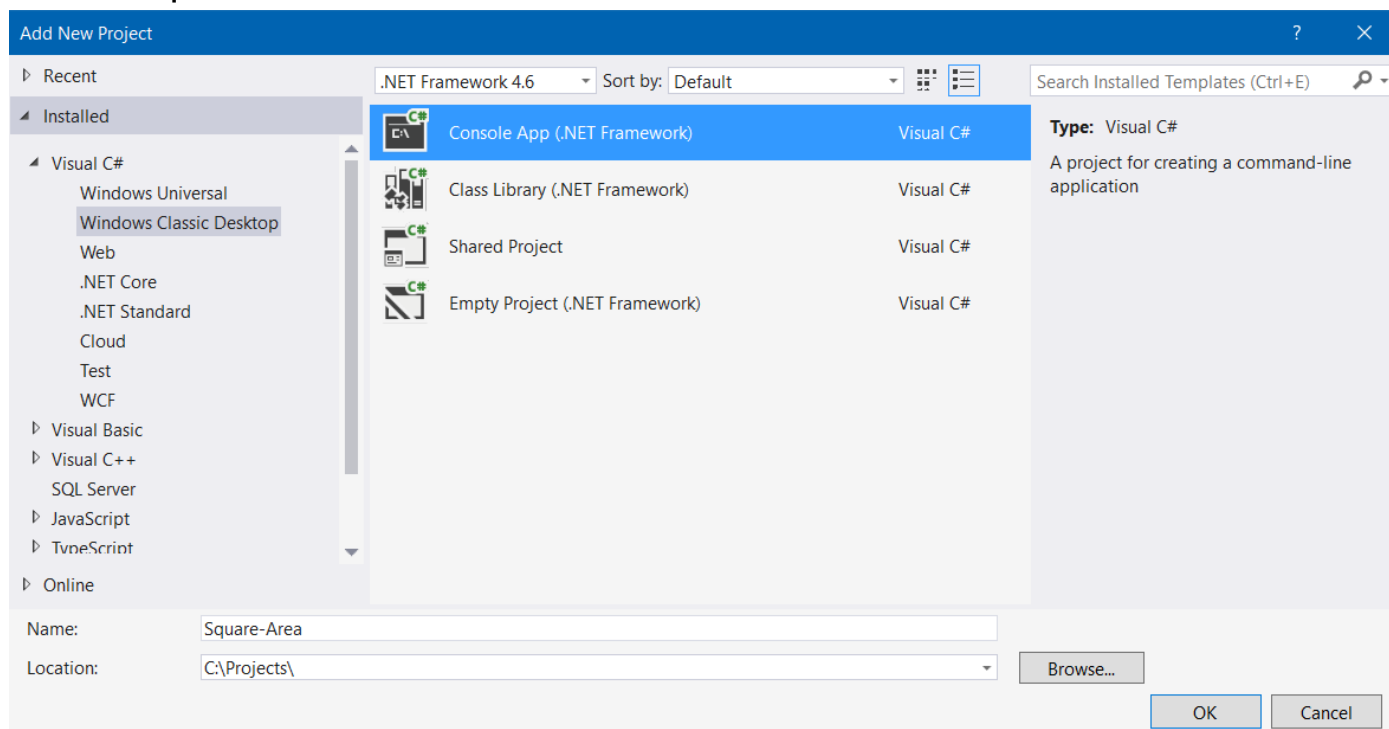 Add New Project
?
Recent
Installed
Visual C#
Windows Universal
Windows Classic Desktop
Web
.NET Core
.NET Standard
Cloud
Test
WCF
Visual Basic
Visual C++
SQL Server
JavaScript
TypeScript
Online
.NET Framework 4.6 Sort by: Default
Console App (.NET Framework) Visual C#
Class Library (.NET Framework) Visual C#
Shared Project Visual C#
Empty Project (.NET Framework) Visual C#
Search Installed Templates (Ctrl+E)
Type: Visual C#
A project for creating a command-line
application
Name: Square-Area
Location: C:\Projects\
Browse...
OK Cancel